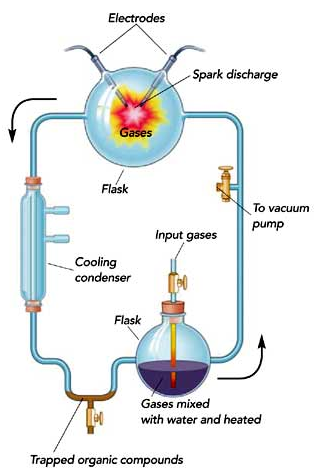 Electrodes
Spark discharge
Gases
Flask
To vacuum
pump
Input gases
Cooling
condenser
Flask
Gases mixed
with water and heated
Trapped organic compounds